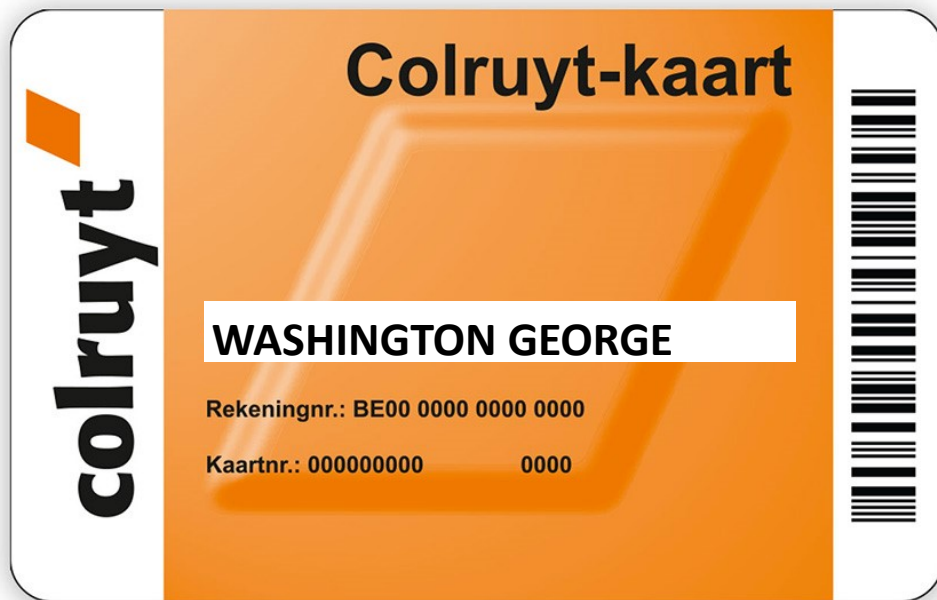 colruyt
Colruyt-kaart
WASHINGTON GEORGE
Rekeningnr.: BE00 0000 0000 0000
Kaartnr.: 000000000 0000